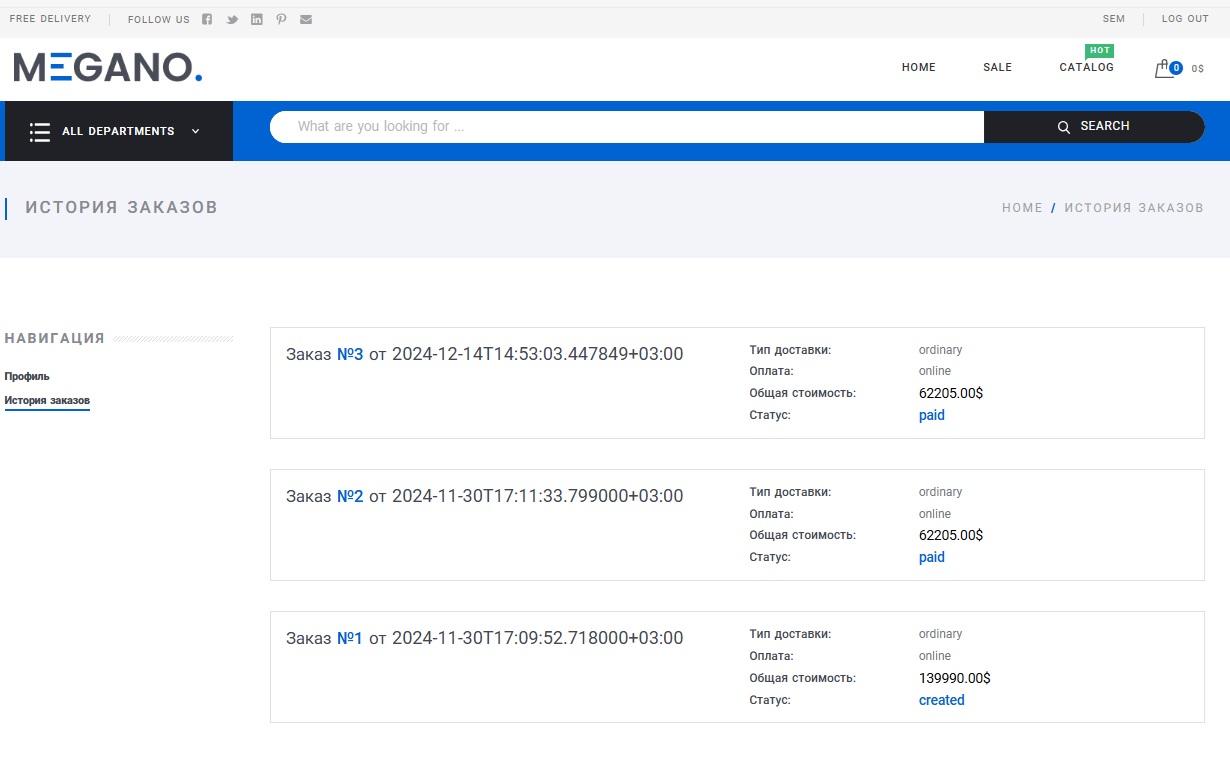 FREE DELIVERY FOLLOW US SEM LOG OUT
MEGANO.
HOME SALE CATALOG HOT 0 0$
ALL DEPARTMENTS What are you looking for ... SEARCH
ИСТОРИЯ ЗАКАЗОВ HOME / ИСТОРИЯ ЗАКАЗОВ
НАВИГАЦИЯ
Профиль
История заказов
Заказ №3 от 2024-12-14T14:53:03.447849+03:00
Тип доставки: ordinary
Оплата: online
Общая стоимость: 62205.00$
Статус: paid
Заказ №2 от 2024-11-30T17:11:33.799000+03:00
Тип доставки: ordinary
Оплата: online
Общая стоимость: 62205.00$
Статус: paid
Заказ №1 от 2024-11-30T17:09:52.718000+03:00
Тип доставки: ordinary
Оплата: online
Общая стоимость: 139990.00$
Статус: created